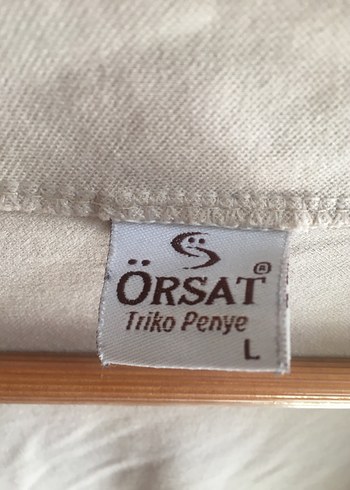 ÖRSAT®
Triko Penye
L